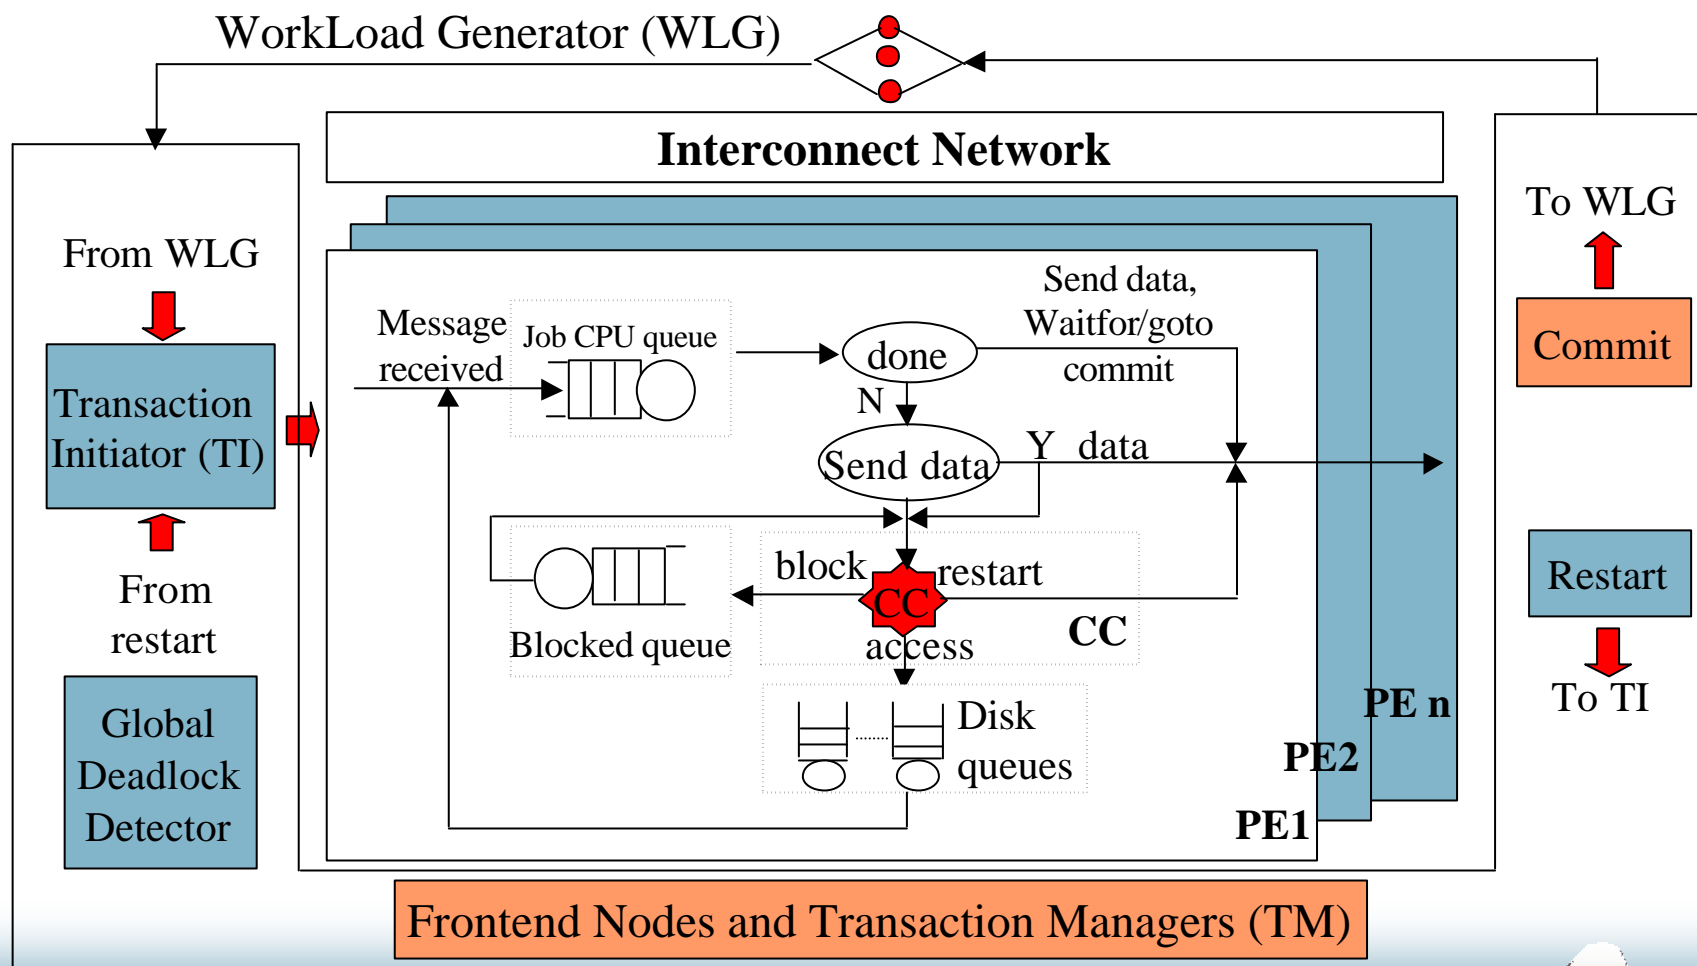 WorkLoad Generator (WLG)
Interconnect Network
From WLG
Transaction
Initiator (TI)
From
restart
Global
Deadlock
Detector
Message
received
Job CPU queue
done
N
Send data,
Waitfor/goto
commit
Send data
Y data
block
restart
CC
CC
access
Blocked queue
Disk
queues
PE1
PE2
PE n
To WLG
Commit
Restart
To TI
Frontend Nodes and Transaction Managers (TM)